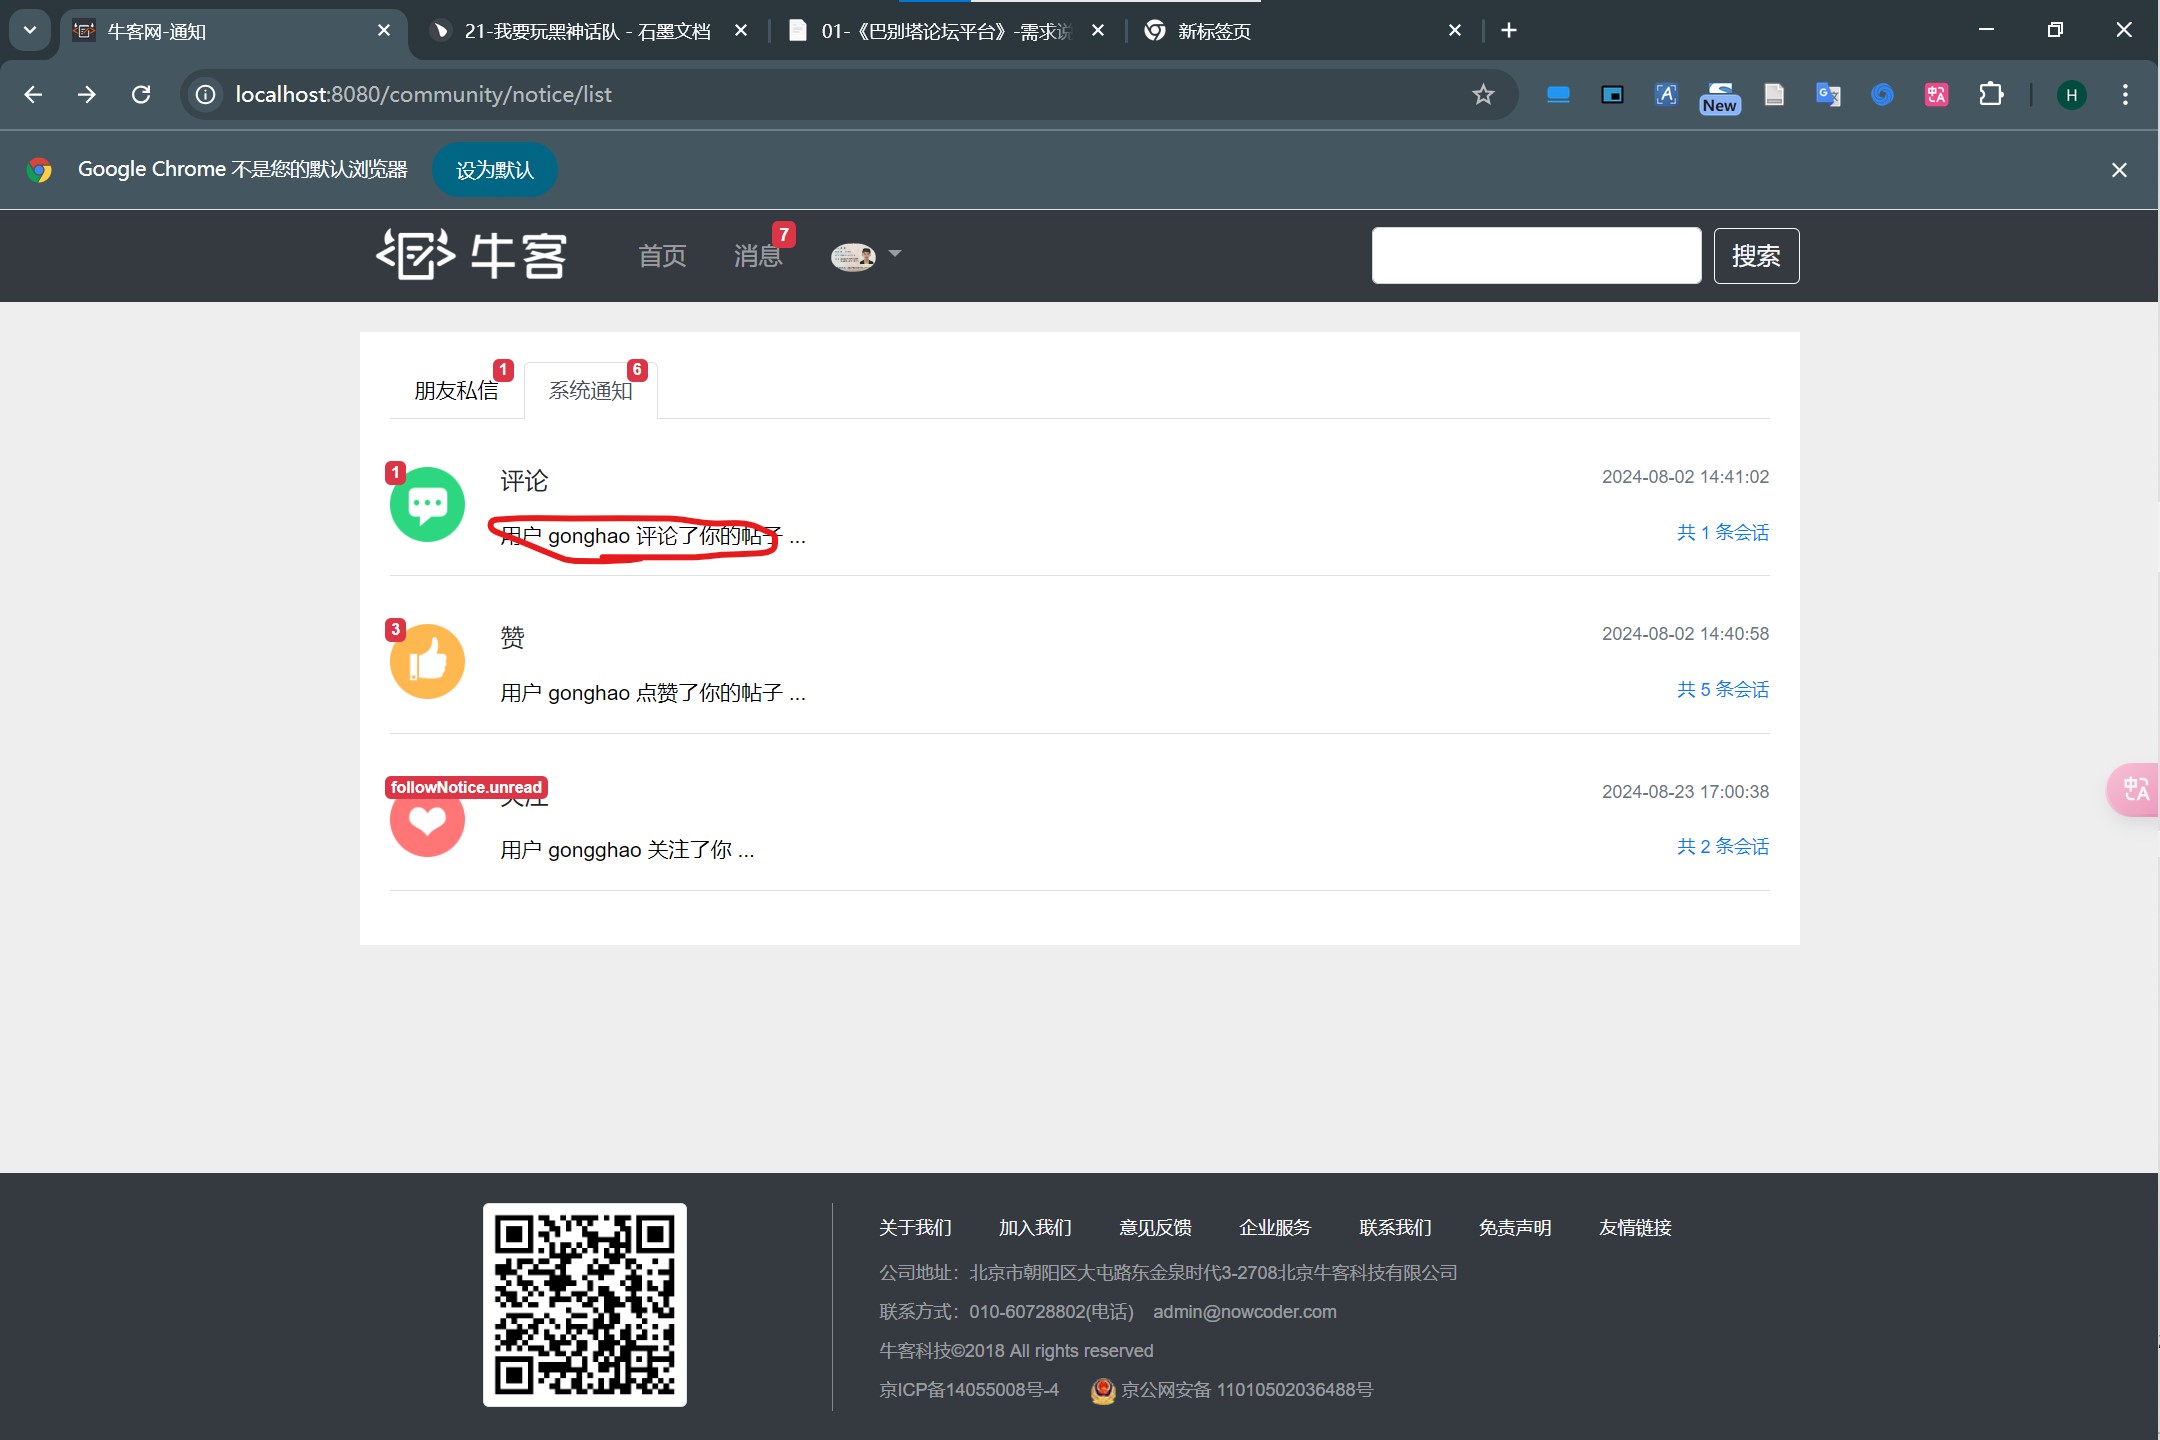 牛客网-通知
21-我要玩黑神话队 - 石墨文档
01-《巴别塔论坛平台》-需求说
新标签页
localhost:8080/community/notice/list
New
H
Google Chrome 不是您的默认浏览器
设为默认
牛客
首页
消息
7
搜索
朋友私信
1
系统通知
6
1
评论
2024-08-02 14:41:02
用户 gonghao 评论了你的帖子 ...
共 1 条会话
3
赞
2024-08-02 14:40:58
用户 gonghao 点赞了你的帖子 ...
共 5 条会话
followNotice.unread
关注
2024-08-23 17:00:38
用户 gongghao 关注了你 ...
共 2 条会话
关于我们 加入我们 意见反馈 企业服务 联系我们 免责声明 友情链接
公司地址：北京市朝阳区大屯路东金泉时代3-2708北京牛客科技有限公司
联系方式：010-60728802(电话) admin@nowcoder.com
牛客科技©2018 All rights reserved
京ICP备14055008号-4 京公网安备 11010502036488号